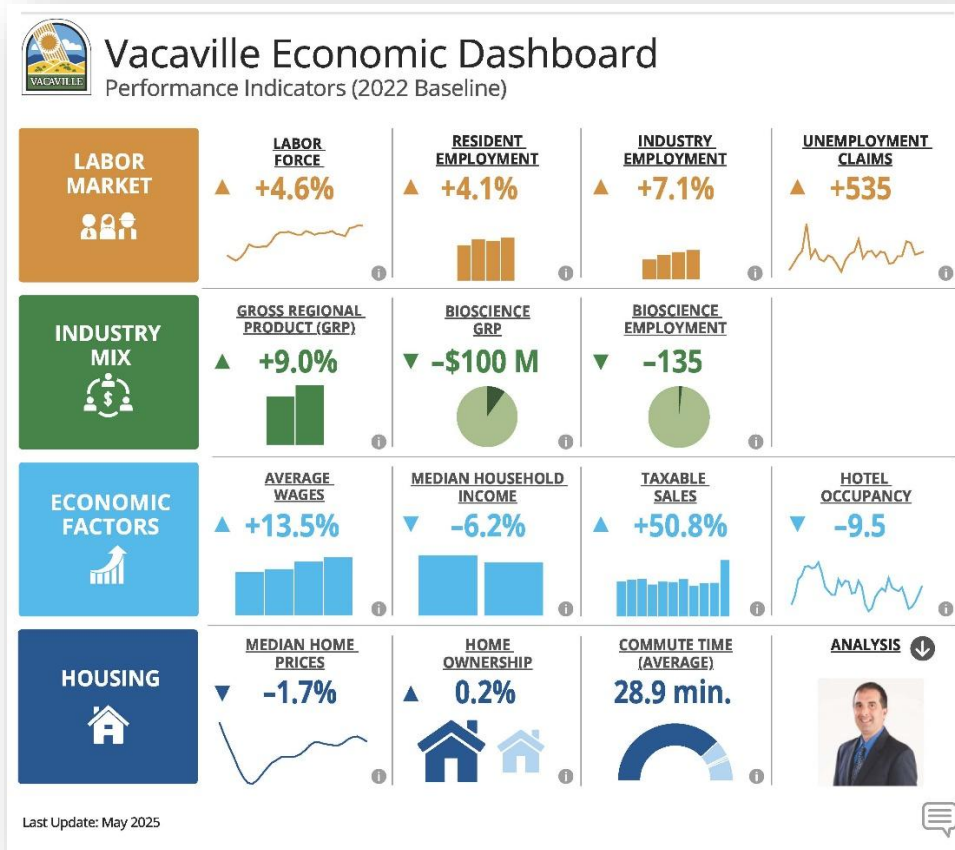 VACAVILLE
Vacaville Economic Dashboard
Performance Indicators (2022 Baseline)
LABOR
MARKET
LABOR
FORCE
▲ +4.6%
RESIDENT
EMPLOYMENT
▲ +4.1%
INDUSTRY
EMPLOYMENT
▲ +7.1%
UNEMPLOYMENT
CLAIMS
▲ +535
INDUSTRY
MIX
$
GROSS REGIONAL
PRODUCT (GRP)
▲ +9.0%
BIOSCIENCE
GRP
▼ –$100 M
BIOSCIENCE
EMPLOYMENT
▼ –135
ECONOMIC
FACTORS
AVERAGE
WAGES
▲ +13.5%
MEDIAN HOUSEHOLD
INCOME
▼ –6.2%
TAXABLE
SALES
▲ +50.8%
HOTEL
OCCUPANCY
▼ –9.5
HOUSING
MEDIAN HOME
PRICES
▼ –1.7%
HOME
OWNERSHIP
▲ 0.2%
COMMUTE TIME
(AVERAGE)
28.9 min.
ANALYSIS
Last Update: May 2025